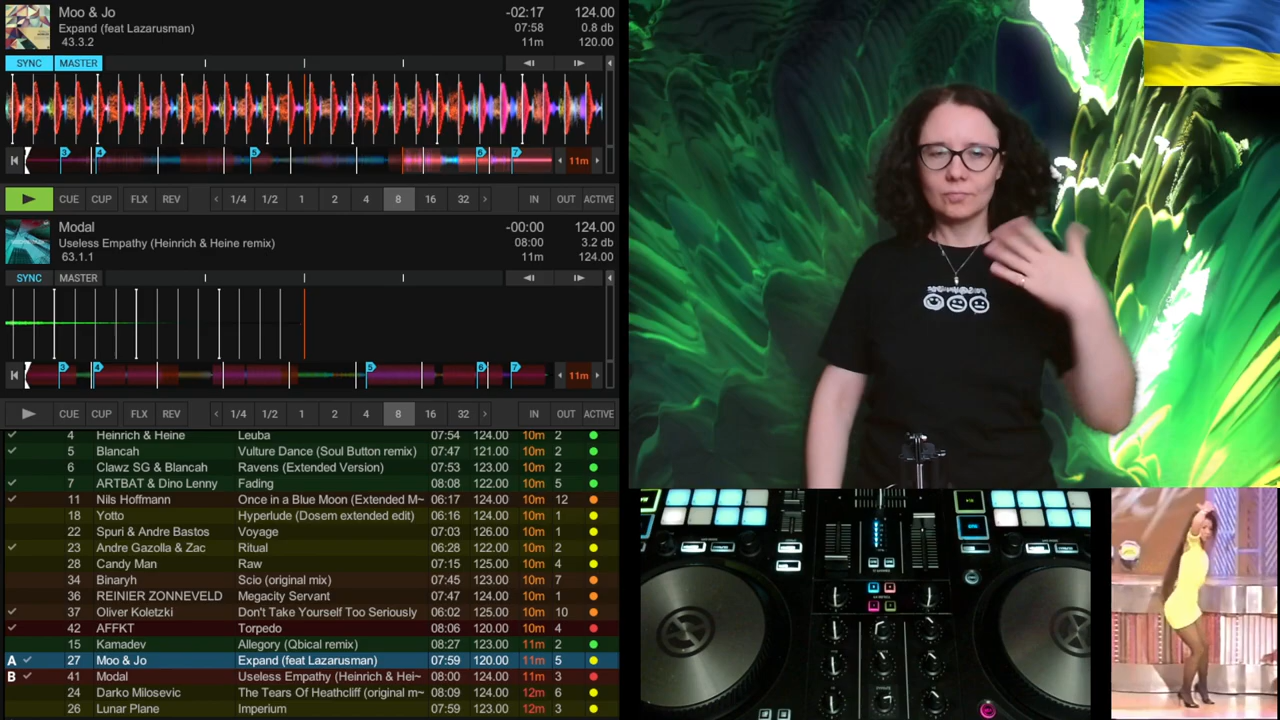 Moo & Jo -02:17 124.00
Expand (feat Lazarusman) 07:58 0.8 db
43.3.2 11m 120.00
SYNC MASTER
3 4 5 6 7 11m
CUE CUP FLX REV < 1/4 1/2 1 2 4 8 16 32 > IN OUT ACTIVE
Modal -00:00 124.00
Useless Empathy (Heinrich & Heine remix) 08:00 3.2 db
63.1.1 11m 124.00
SYNC MASTER
3 4 5 6 7 11m
CUE CUP FLX REV < 1/4 1/2 1 2 4 8 16 32 > IN OUT ACTIVE
4 Heinrich & Heine Leuba 07:54 124.00 10m 2
5 Blancah Vulture Dance (Soul Button remix) 07:47 121.00 10m 2
6 Clawz SG & Blancah Ravens (Extended Version) 07:53 123.00 10m 2
7 ARTBAT & Dino Lenny Fading 08:08 122.00 10m 5
11 Nils Hoffmann Once in a Blue Moon (Extended M~ 06:17 124.00 10m 12
18 Yotto Hyperlude (Dosem extended edit) 06:16 124.00 10m 1
22 Spuri & Andre Bastos Voyage 07:03 126.00 10m 1
23 Andre Gazolla & Zac Ritual 06:28 122.00 10m 2
28 Candy Man Raw 07:15 125.00 10m 4
34 Binaryh Scio (original mix) 07:45 123.00 10m 7
36 REINIER ZONNEVELD Megacity Servant 07:47 124.00 10m 1
37 Oliver Koletzki Don't Take Yourself Too Seriously 06:02 125.00 10m 10
42 AFFKT Torpedo 08:06 120.00 10m 4
15 Kamadev Allegory (Qbical remix) 08:27 123.00 11m 2
A 27 Moo & Jo Expand (feat Lazarusman) 07:59 120.00 11m 5
B 41 Modal Useless Empathy (Heinrich & Hei~ 08:00 124.00 11m 3
24 Darko Milosevic The Tears Of Heathcliff (original m~ 08:09 124.00 12m 6
26 Lunar Plane Imperium 07:59 123.00 12m 3